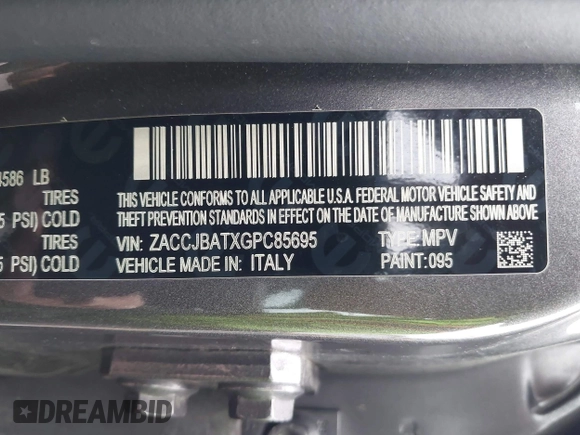 4586 LB
TIRES
5 PSI) COLD
TIRES
5 PSI) COLD
THIS VEHICLE CONFORMS TO ALL APPLICABLE U.S.A. FEDERAL MOTOR VEHICLE SAFETY AND
THEFT PREVENTION STANDARDS IN EFFECT ON THE DATE OF MANUFACTURE SHOWN ABOVE.
VIN: ZACCJBATXGPC85695 TYPE: MPV
VEHICLE MADE IN: ITALY PAINT: 095
DREAMBID